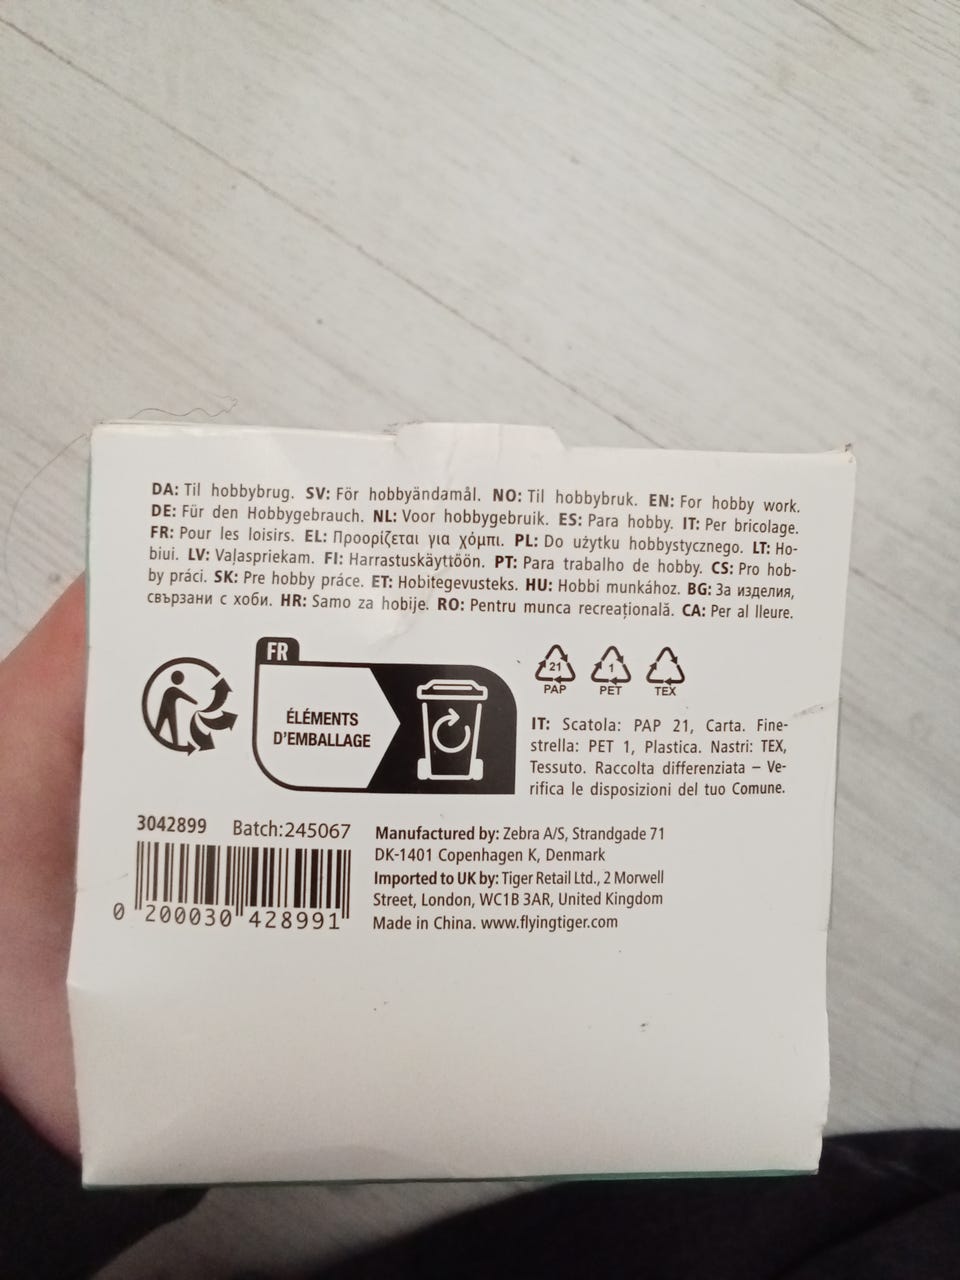 DA: Til hobbybrug. SV: För hobbyändamål. NO: Til hobbybruk. EN: For hobby work.
DE: Für den Hobbygebrauch. NL: Voor hobbygebruik. ES: Para hobby. IT: Per bricolage.
FR: Pour les loisirs. EL: Προορίζεται για χόμπι. PL: Do użytku hobbystycznego. LT: Ho-
biui. LV: Vaļaspriekam. FI: Harrastuskäyttöön. PT: Para trabalho de hobby. CS: Pro hob-
by práci. SK: Pre hobby práce. ET: Hobitegevusteks. HU: Hobbi munkához. BG: За изделия,
свързани с хоби. HR: Samo za hobije. RO: Pentru munca recreațională. CA: Per al lleure.
FR
ÉLÉMENTS
D'EMBALLAGE
21 1
PAP PET TEX
IT: Scatola: PAP 21, Carta. Fine-
strella: PET 1, Plastica. Nastri: TEX,
Tessuto. Raccolta differenziata – Ve-
rifica le disposizioni del tuo Comune.
3042899 Batch:245067
0 200030 428991
Manufactured by: Zebra A/S, Strandgade 71
DK-1401 Copenhagen K, Denmark
Imported to UK by: Tiger Retail Ltd., 2 Morwell
Street, London, WC1B 3AR, United Kingdom
Made in China. www.flyingtiger.com